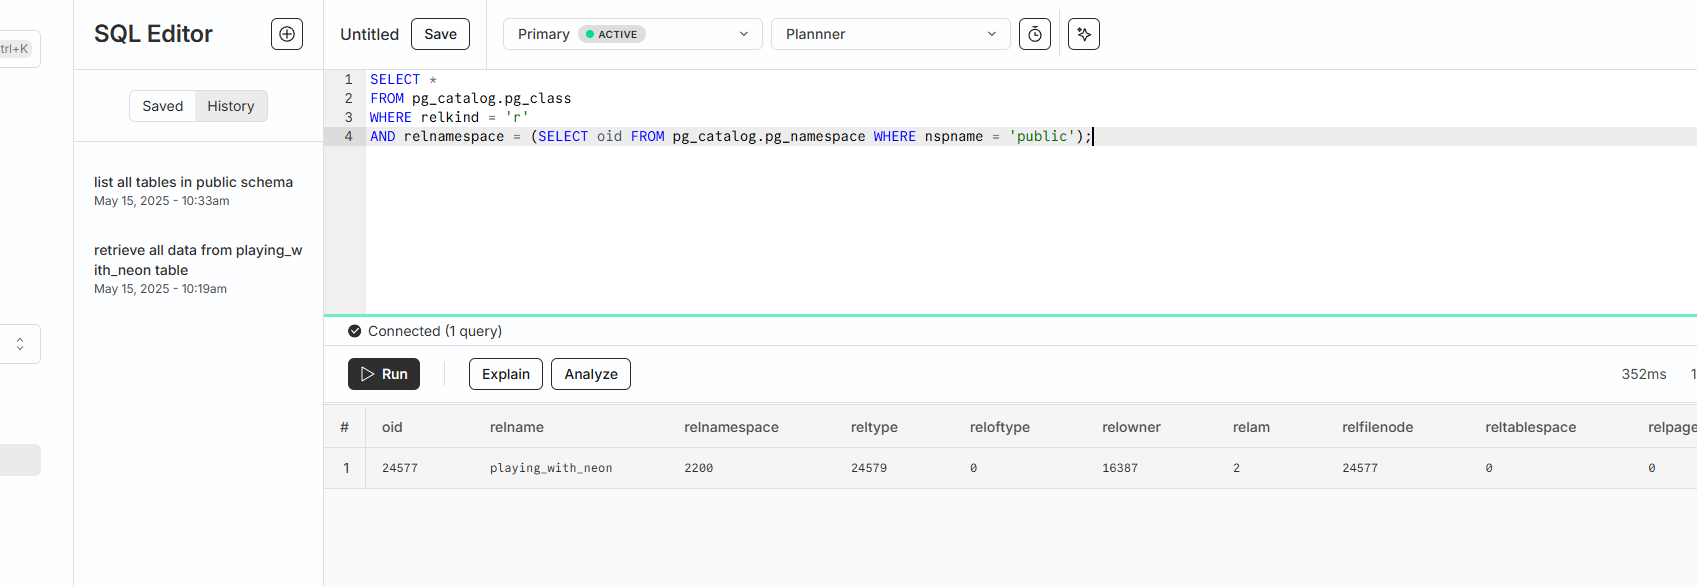 trl+K
SQL Editor
Untitled
Save
Primary
ACTIVE
Plannner
Saved
History
list all tables in public schema
May 15, 2025 - 10:33am
retrieve all data from playing_w
ith_neon table
May 15, 2025 - 10:19am
1 SELECT *
2 FROM pg_catalog.pg_class
3 WHERE relkind = 'r'
4 AND relnamespace = (SELECT oid FROM pg_catalog.pg_namespace WHERE nspname = 'public');
Connected (1 query)
Run
Explain
Analyze
352ms
1
# oid relname relnamespace reltype reloftype relowner relam relfilenode reltablespace relpage
1 24577 playing_with_neon 2200 24579 0 16387 2 24577 0 0